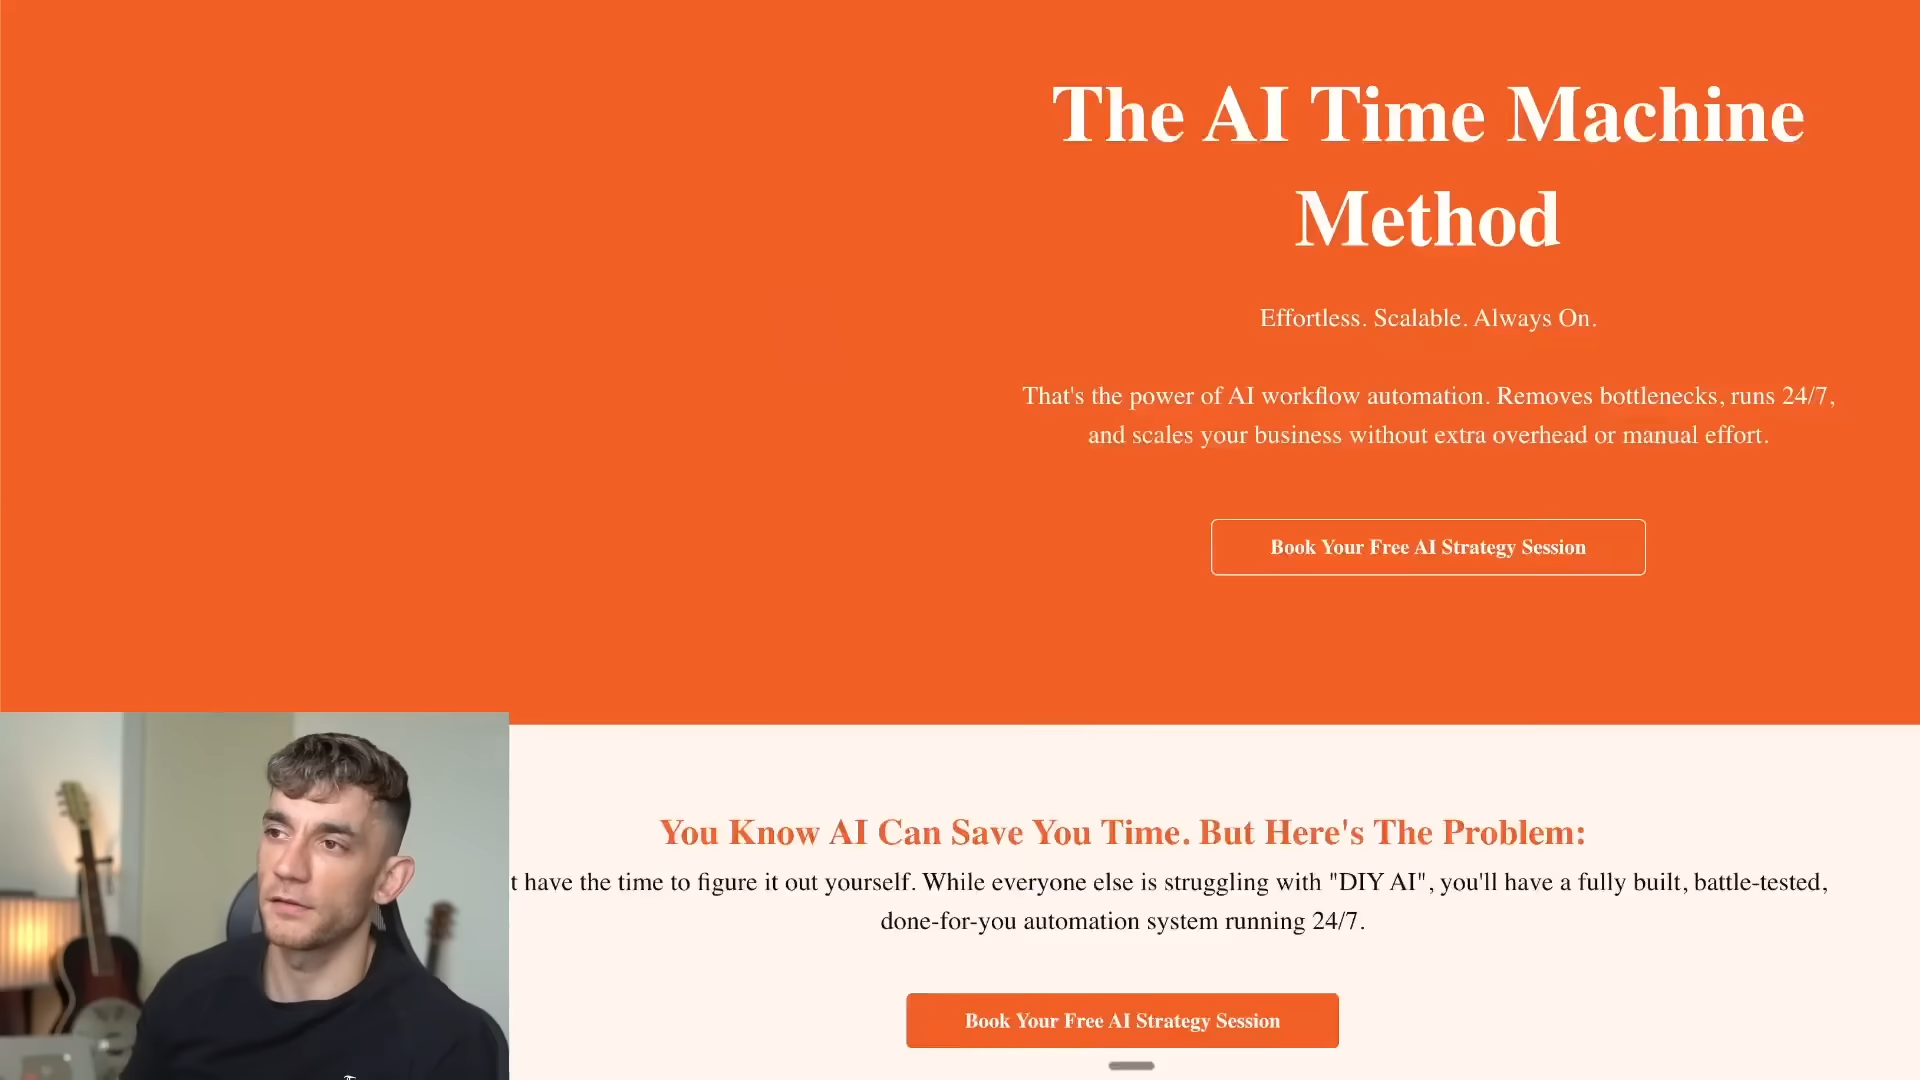 The AI Time Machine
Method
Effortless. Scalable. Always On.
That's the power of AI workflow automation. Removes bottlenecks, runs 24/7,
and scales your business without extra overhead or manual effort.
Book Your Free AI Strategy Session
You Know AI Can Save You Time. But Here's The Problem:
t have the time to figure it out yourself. While everyone else is struggling with "DIY AI", you'll have a fully built, battle-tested,
done-for-you automation system running 24/7.
Book Your Free AI Strategy Session